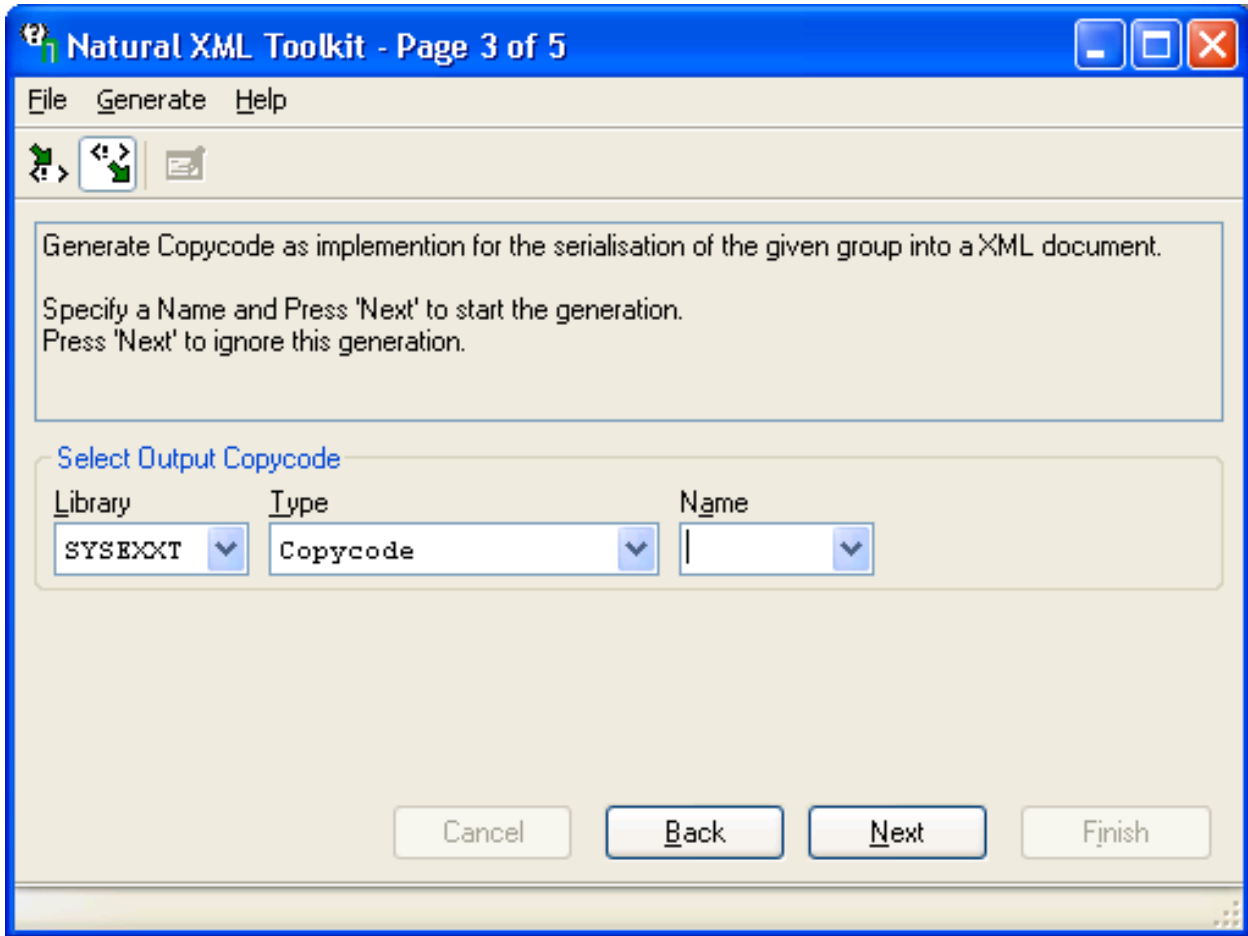 Natural XML Toolkit - Page 3 of 5
File Generate Help
Generate Copycode as implemention for the serialisation of the given group into a XML document.
Specify a Name and Press 'Next' to start the generation.
Press 'Next' to ignore this generation.
Select Output Copycode
Library Type Name
SYSEXXT Copycode
Cancel Back Next Finish